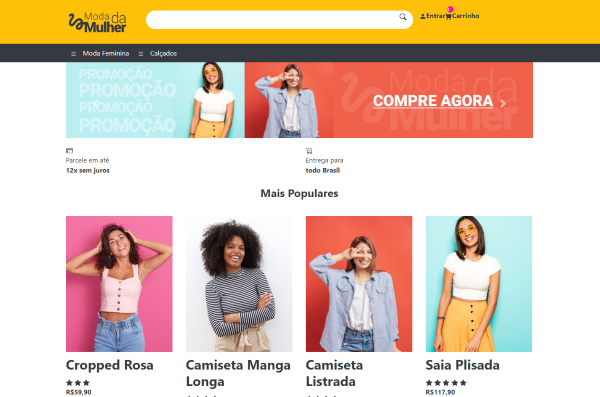 Moda da
Mulher
Entrar
Carrinho
Moda Feminina
Calçados
PROMOÇÃO
PROMOÇÃO
PROMOÇÃO
PROMOÇÃO
Moda da
Mulher
COMPRE AGORA
Parcele em até
12x sem juros
Entrega para
todo Brasil
Mais Populares
Cropped Rosa
R$59,90
Camiseta Manga
Longa
Camiseta
Listrada
Saia Plisada
R$117,90